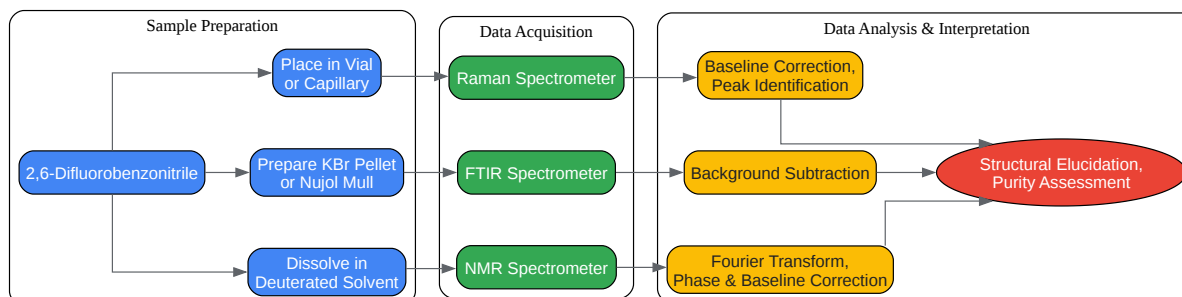 Sample Preparation
Data Acquisition
Data Analysis & Interpretation
Place in Vial
or Capillary
Raman Spectrometer
Baseline Correction,
Peak Identification
2,6-Difluorobenzonitrile
Prepare KBr Pellet
or Nujol Mull
FTIR Spectrometer
Background Subtraction
Structural Elucidation,
Purity Assessment
Dissolve in
Deuterated Solvent
NMR Spectrometer
Fourier Transform,
Phase & Baseline Correction